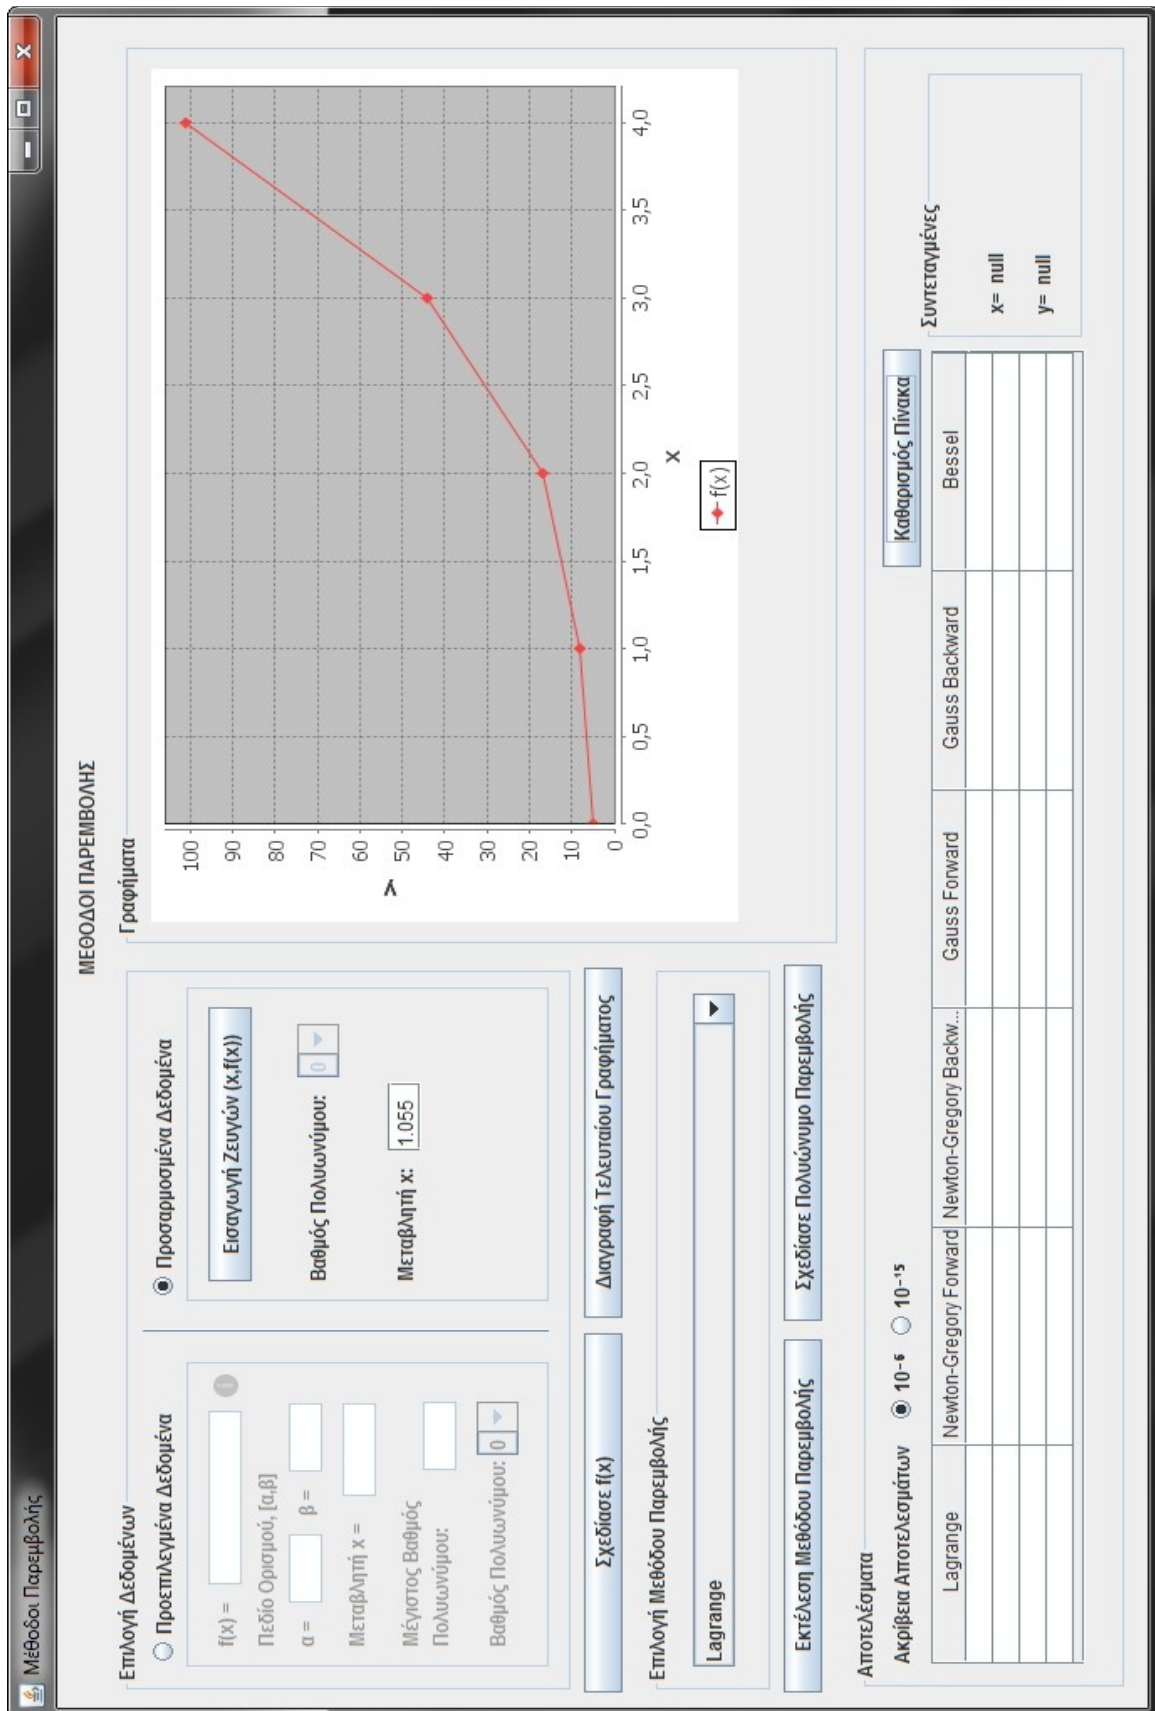 Μέθοδοι Παρεμβολής
ΜΕΘΟΔΟΙ ΠΑΡΕΜΒΟΛΗΣ
Επιλογή Δεδομένων
Προεπιλεγμένα Δεδομένα
f(x) =
Πεδίο Ορισμού, [α,β]
α =
β =
Μεταβλητή x =
Μέγιστος Βαθμός
Πολυωνύμου:
Βαθμός Πολυωνύμου: 0
Προσαρμοσμένα Δεδομένα
Εισαγωγή Ζευγών (x,f(x))
Βαθμός Πολυωνύμου: 0
Μεταβλητή x: 1.055
Σχεδίασε f(x)
Διαγραφή Τελευταίου Γραφήματος
Επιλογή Μεθόδου Παρεμβολής
Lagrange
Εκτέλεση Μεθόδου Παρεμβολής
Σχεδίασε Πολυώνυμο Παρεμβολής
Γραφήματα
100
90
80
70
60
50
40
30
20
10
0
Y
0,0 0,5 1,0 1,5 2,0 2,5 3,0 3,5 4,0
X
f(x)
Αποτελέσματα
Ακρίβεια Αποτελεσμάτων 10⁻⁶ 10⁻¹⁵
Καθαρισμός Πίνακα
Lagrange Newton-Gregory Forward Newton-Gregory Backw... Gauss Forward Gauss Backward Bessel
Συντεταγμένες
x= null
y= null